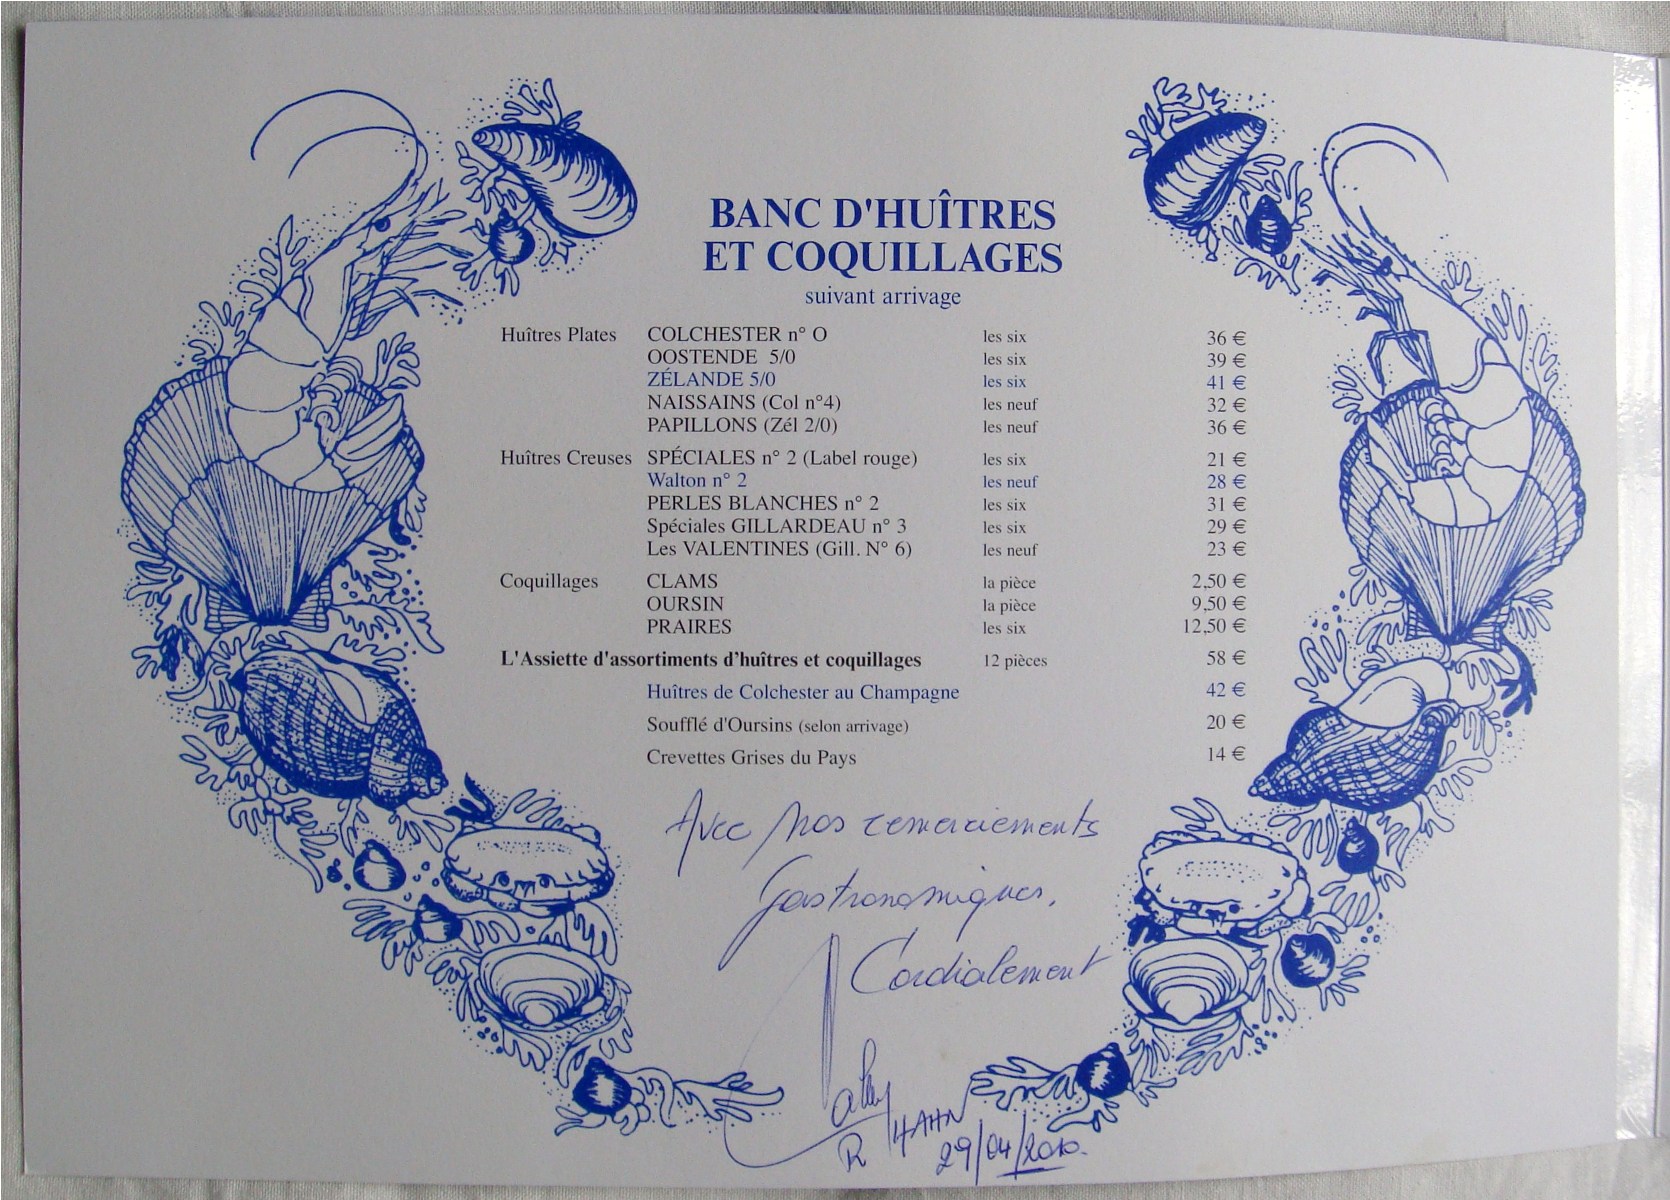 BANC D'HUÎTRES
ET COQUILLAGES
suivant arrivage
Huîtres Plates COLCHESTER n° O les six 36 €
OOSTENDE 5/0 les six 39 €
ZÉLANDE 5/0 les six 41 €
NAISSAINS (Col n°4) les neuf 32 €
PAPILLONS (Zél 2/0) les neuf 36 €
Huîtres Creuses SPÉCIALES n° 2 (Label rouge) les six 21 €
Walton n° 2 les neuf 28 €
PERLES BLANCHES n° 2 les six 31 €
Spéciales GILLARDEAU n° 3 les six 29 €
Les VALENTINES (Gill. N° 6) les neuf 23 €
Coquillages CLAMS la pièce 2,50 €
OURSIN la pièce 9,50 €
PRAIRES les six 12,50 €
L'Assiette d'assortiments d'huîtres et coquillages 12 pièces 58 €
Huîtres de Colchester au Champagne 42 €
Soufflé d'Oursins (selon arrivage) 20 €
Crevettes Grises du Pays 14 €
Avec nos remerciements
Gastronomiques.
Cordialement
R HAHN
29/04/2010.